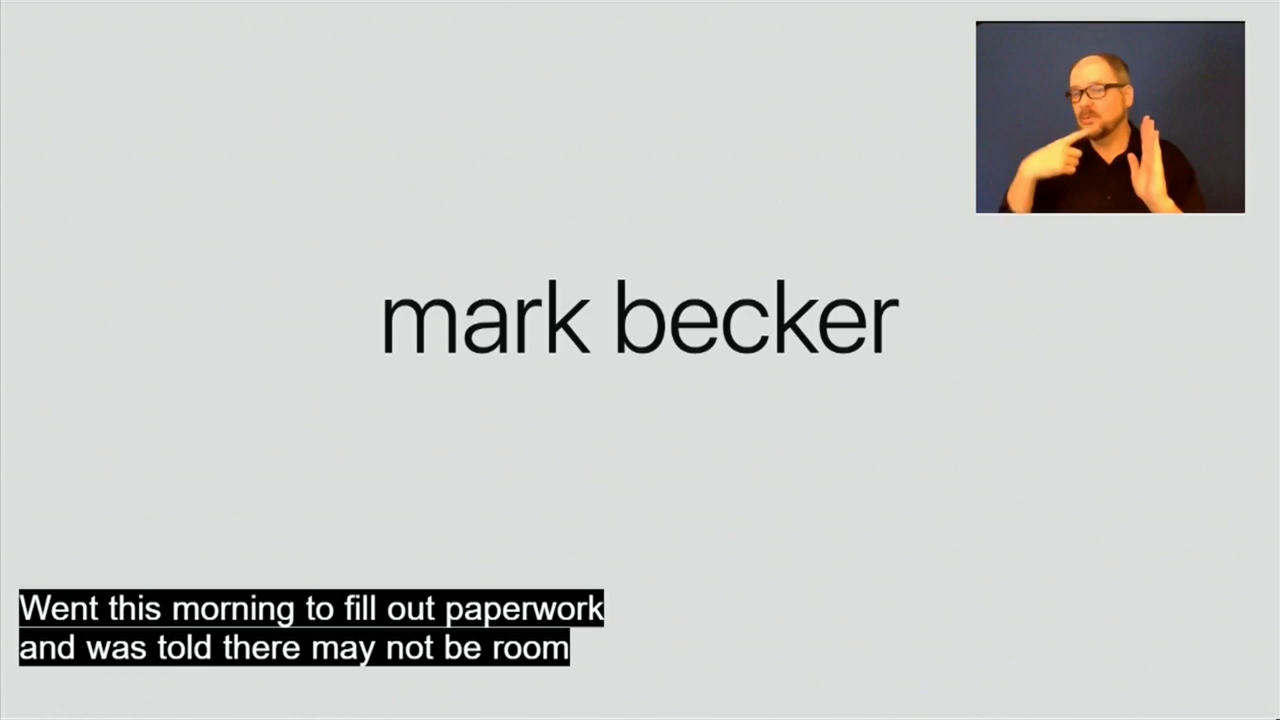 mark becker
Went this morning to fill out paperwork
and was told there may not be room